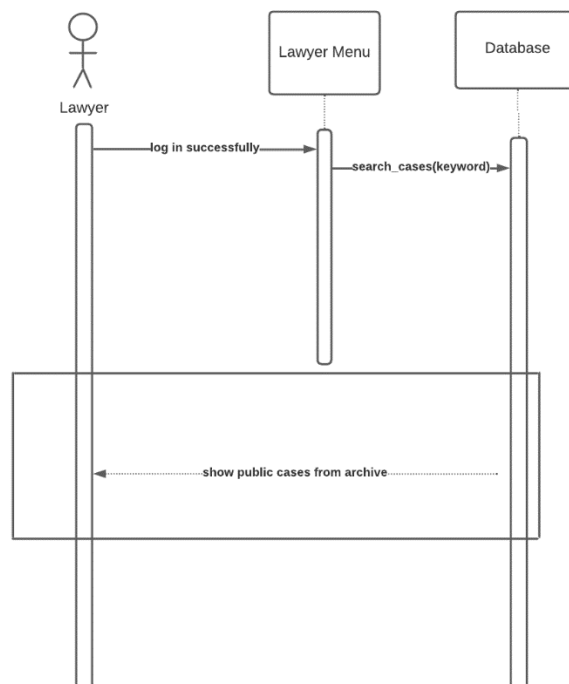 Lawyer Menu
Database
Lawyer
log in successfully
search_cases(keyword)
show public cases from archive